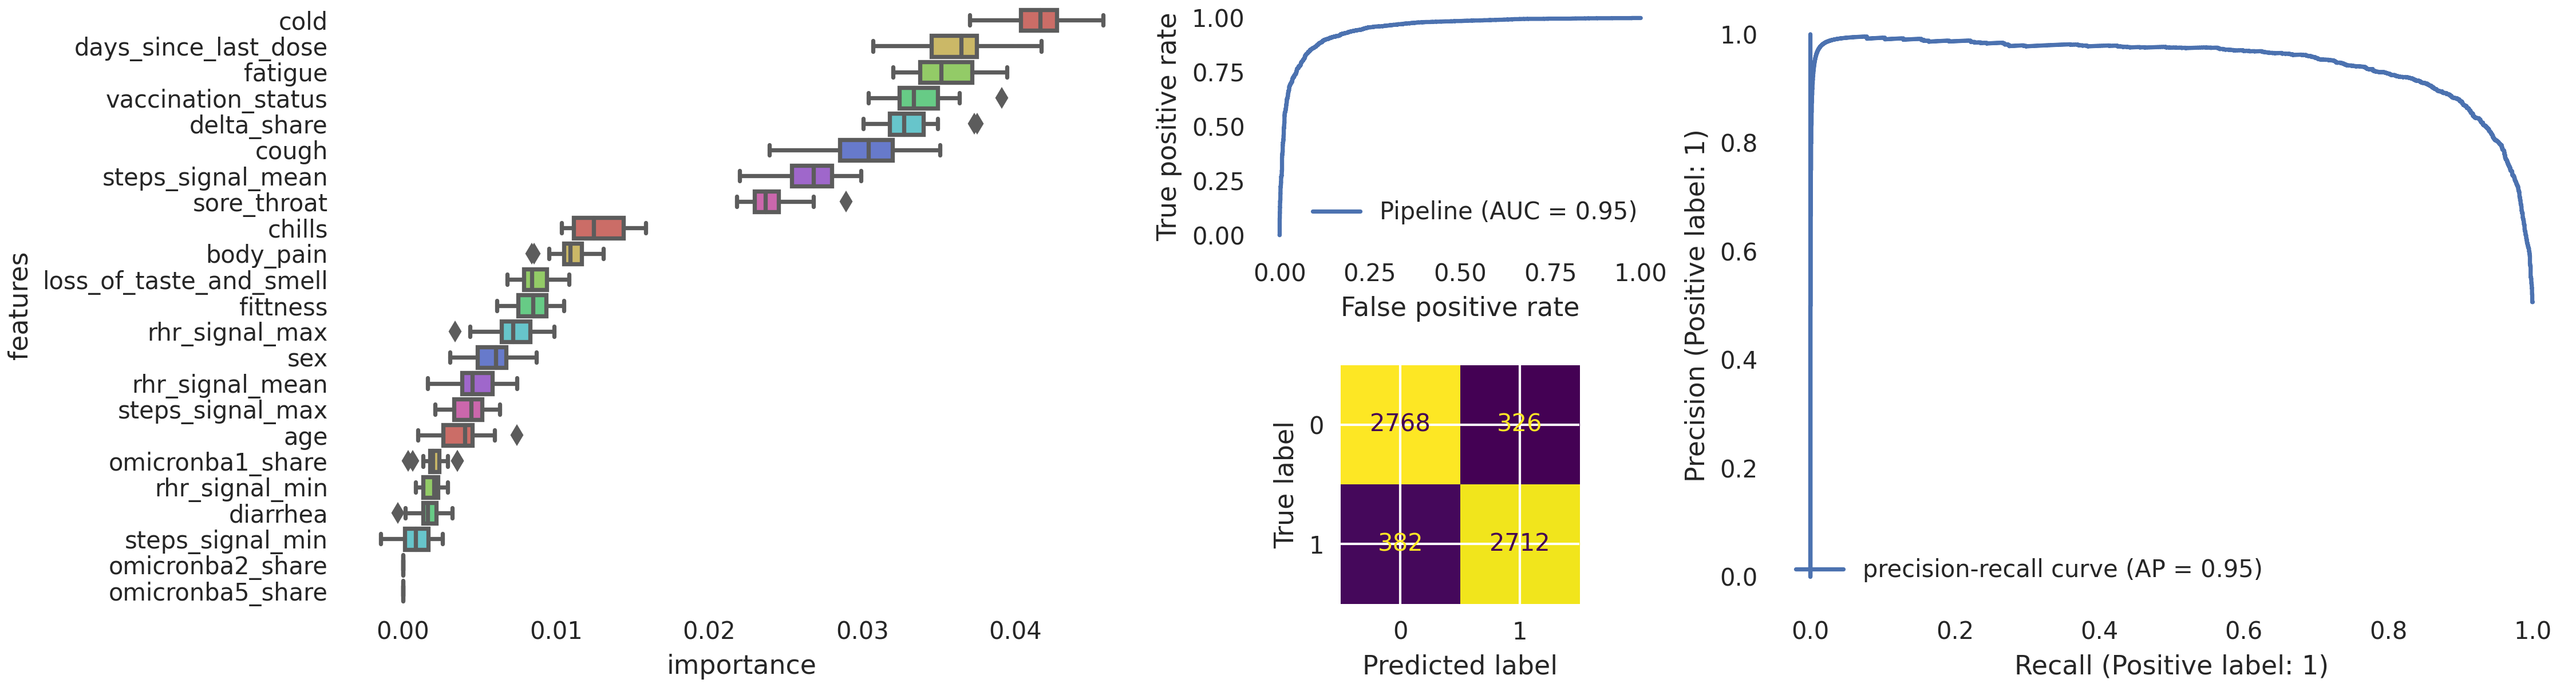 features
cold
days_since_last_dose
fatigue
vaccination_status
delta_share
cough
steps_signal_mean
sore_throat
chills
body_pain
loss_of_taste_and_smell
fittness
rhr_signal_max
sex
rhr_signal_mean
steps_signal_max
age
omicronba1_share
rhr_signal_min
diarrhea
steps_signal_min
omicronba2_share
omicronba5_share
0.00 0.01 0.02 0.03 0.04
importance
True positive rate
1.00
0.75
0.50
0.25
0.00
Pipeline (AUC = 0.95)
0.00 0.25 0.50 0.75 1.00
False positive rate
True label
0 2768 326
1 382 2712
0 1
Predicted label
Precision (Positive label: 1)
1.0
0.8
0.6
0.4
0.2
0.0
precision-recall curve (AP = 0.95)
0.0 0.2 0.4 0.6 0.8 1.0
Recall (Positive label: 1)